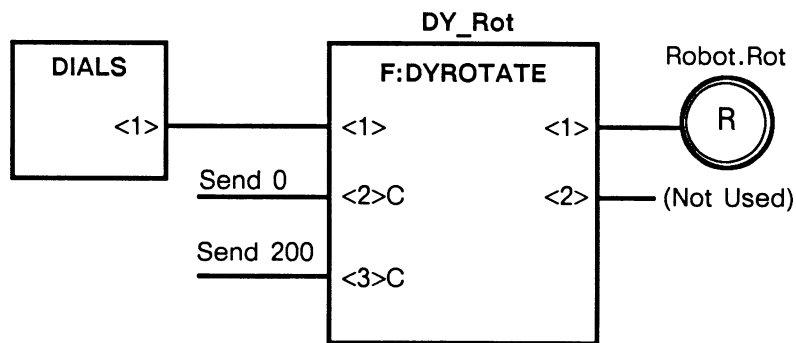 DY_Rot
DIALS
F:DYROTATE
Robot.Rot
<1>
<1>
<1>
R
Send 0
<2>C
<2>
(Not Used)
Send 200
<3>C